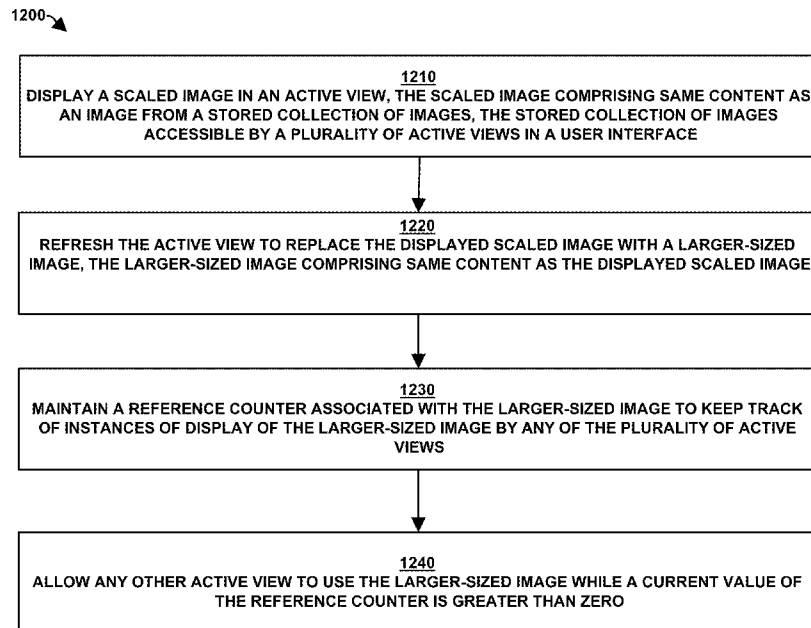 1200
1210
DISPLAY A SCALED IMAGE IN AN ACTIVE VIEW, THE SCALED IMAGE COMPRISING SAME CONTENT AS
AN IMAGE FROM A STORED COLLECTION OF IMAGES, THE STORED COLLECTION OF IMAGES
ACCESSIBLE BY A PLURALITY OF ACTIVE VIEWS IN A USER INTERFACE
1220
REFRESH THE ACTIVE VIEW TO REPLACE THE DISPLAYED SCALED IMAGE WITH A LARGER-SIZED
IMAGE, THE LARGER-SIZED IMAGE COMPRISING SAME CONTENT AS THE DISPLAYED SCALED IMAGE
1230
MAINTAIN A REFERENCE COUNTER ASSOCIATED WITH THE LARGER-SIZED IMAGE TO KEEP TRACK
OF INSTANCES OF DISPLAY OF THE LARGER-SIZED IMAGE BY ANY OF THE PLURALITY OF ACTIVE
VIEWS
1240
ALLOW ANY OTHER ACTIVE VIEW TO USE THE LARGER-SIZED IMAGE WHILE A CURRENT VALUE OF
THE REFERENCE COUNTER IS GREATER THAN ZERO